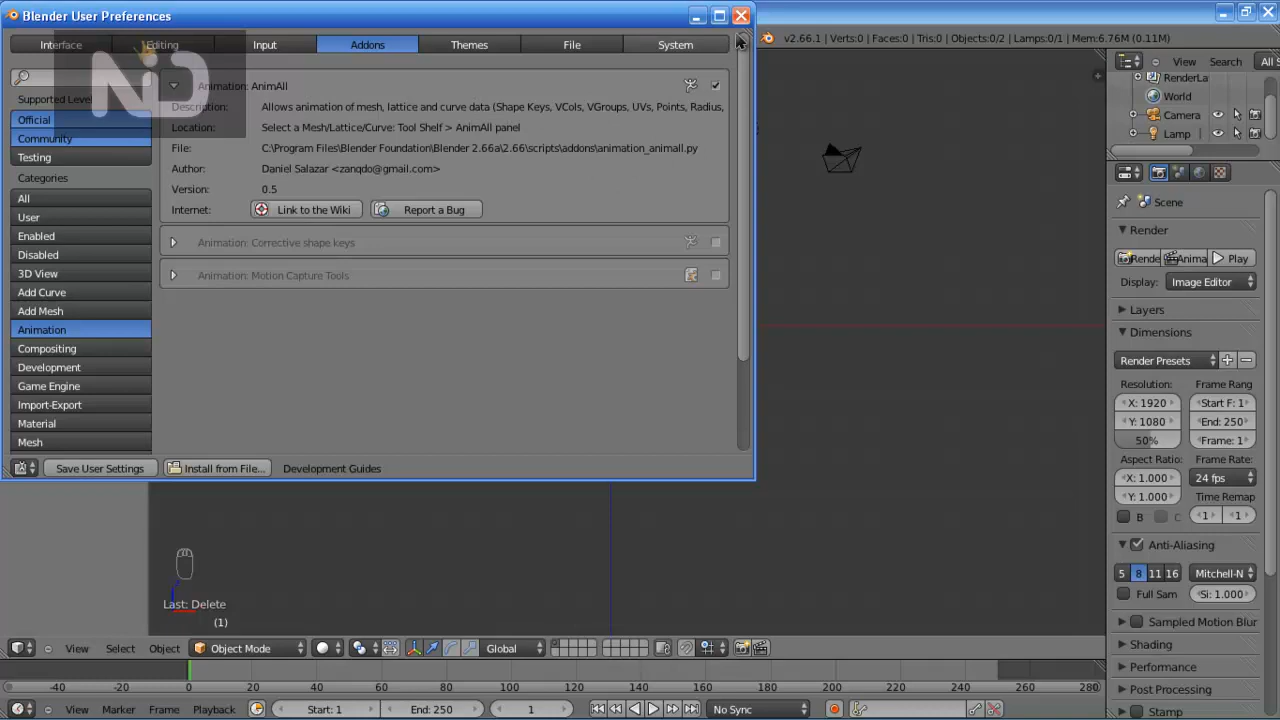 Blender User Preferences
Interface Editing Input Addons Themes File System
v2.66.1 | Verts:0 | Faces:0 | Tris:0 | Objects:0/2 | Lamps:0/1 | Mem:6.76M (0.11M)
View Search All S
Supported Level
Official
Community
Testing
Categories
All
User
Enabled
Disabled
3D View
Add Curve
Add Mesh
Animation
Compositing
Development
Game Engine
Import-Export
Material
Mesh
Animation: AnimAll
Description: Allows animation of mesh, lattice and curve data (Shape Keys, VCols, VGroups, UVs, Points, Radius,
Location: Select a Mesh/Lattice/Curve: Tool Shelf > AnimAll panel
File: C:\Program Files\Blender Foundation\Blender 2.66a\2.66\scripts\addons\animation_animall.py
Author: Daniel Salazar <zanqdo@gmail.com>
Version: 0.5
Internet: Link to the Wiki Report a Bug
Animation: Corrective shape keys
Animation: Motion Capture Tools
Save User Settings Install from File... Development Guides
RenderLa
World
Camera
Lamp
Scene
Render
Rende Anima Play
Display: Image Editor
Layers
Dimensions
Render Presets
Resolution: Frame Rang
X: 1920 Start F: 1
Y: 1080 End: 250
50% Frame: 1
Aspect Ratio: Frame Rate:
X: 1.000 24 fps
Y: 1.000 Time Remap
B C 1 1
Anti-Aliasing
5 8 11 16 Mitchell-N
Full Sam Si: 1.000
Sampled Motion Blur
Shading
Performance
Post Processing
Stamp
Last: Delete
(1)
View Select Object Object Mode Global
-40 -20 0 20 40 60 80 100 120 140 160 180 200 220 240 260 280
View Marker Frame Playback Start: 1 End: 250 1 No Sync